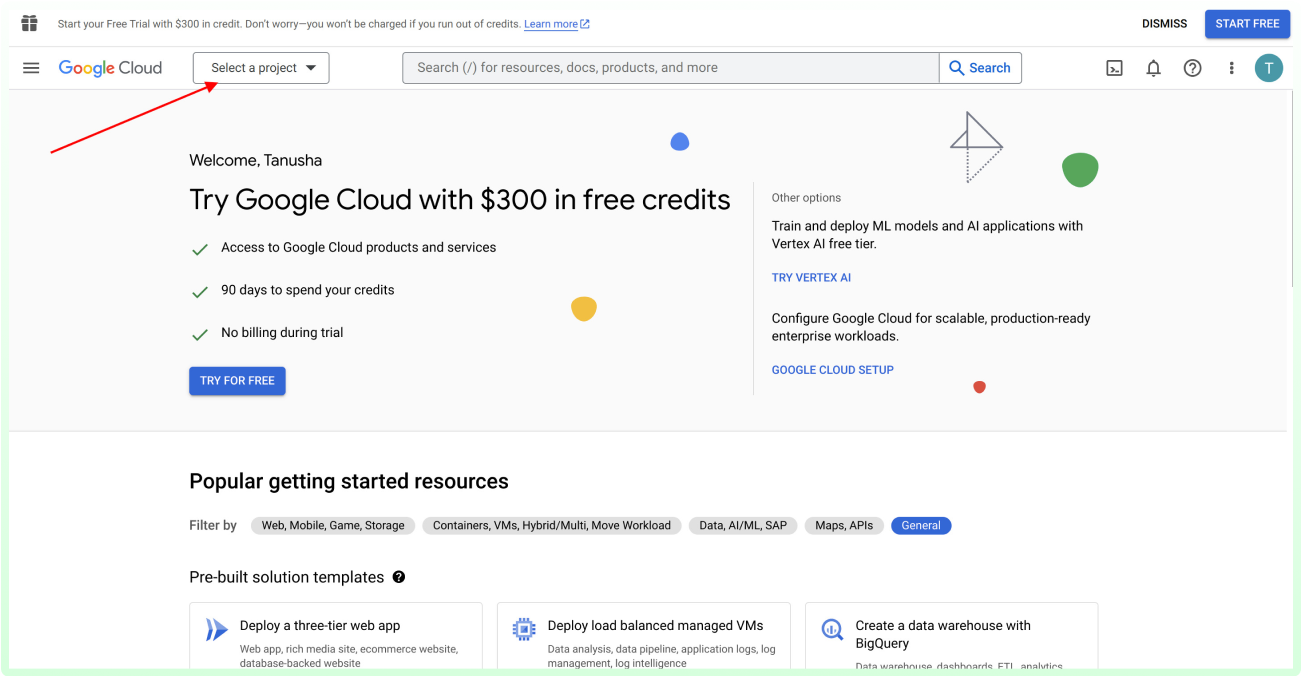 Start your Free Trial with $300 in credit. Don't worry—you won't be charged if you run out of credits. Learn more
DISMISS
START FREE
Google Cloud
Select a project
Search (/) for resources, docs, products, and more
Search
T
Welcome, Tanusha
Try Google Cloud with $300 in free credits
Access to Google Cloud products and services
90 days to spend your credits
No billing during trial
TRY FOR FREE
Other options
Train and deploy ML models and AI applications with
Vertex AI free tier.
TRY VERTEX AI
Configure Google Cloud for scalable, production-ready
enterprise workloads.
GOOGLE CLOUD SETUP
Popular getting started resources
Filter by
Web, Mobile, Game, Storage
Containers, VMs, Hybrid/Multi, Move Workload
Data, AI/ML, SAP
Maps, APIs
General
Pre-built solution templates
Deploy a three-tier web app
Web app, rich media site, ecommerce website,
database-backed website
Deploy load balanced managed VMs
Data analysis, data pipeline, application logs, log
management, log intelligence
Create a data warehouse with
BigQuery
Data warehouse, dashboards, ETL, analytics